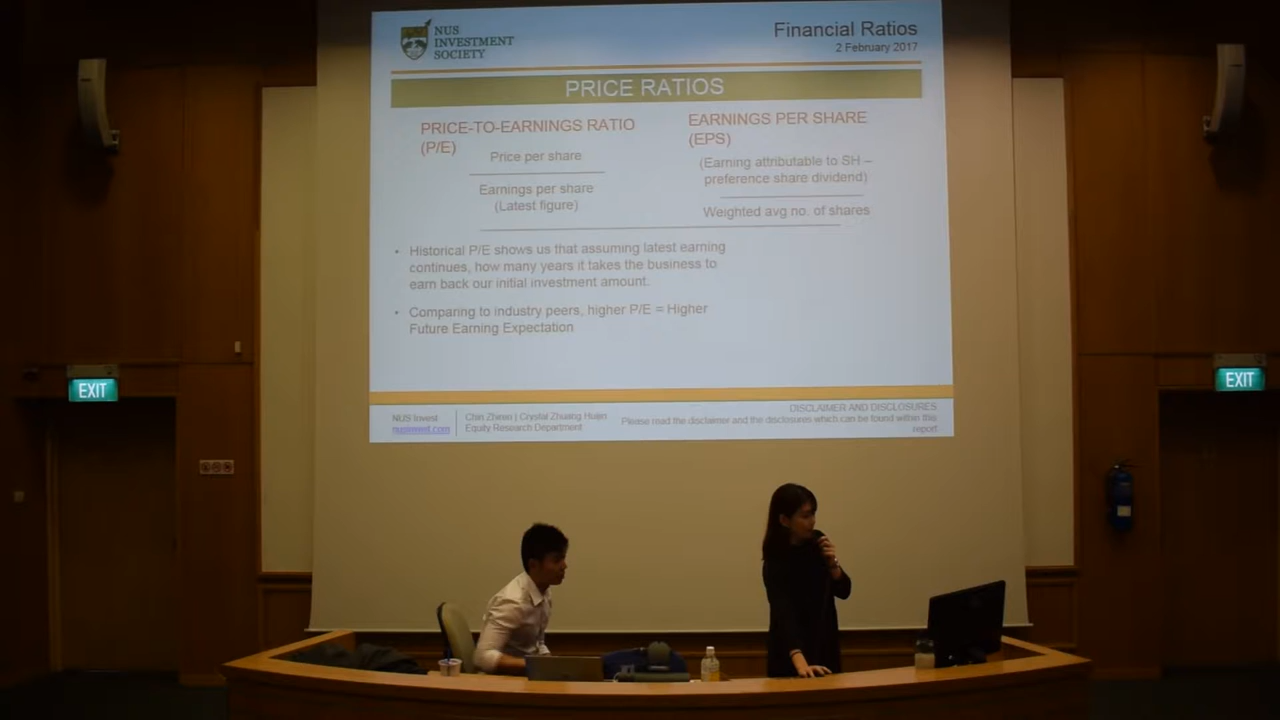 NUS
INVESTMENT
SOCIETY
Financial Ratios
2 February 2017
PRICE RATIOS
PRICE-TO-EARNINGS RATIO
(P/E)
Price per share
Earnings per share
(Latest figure)
EARNINGS PER SHARE
(EPS)
(Earning attributable to SH –
preference share dividend)
Weighted avg no. of shares
• Historical P/E shows us that assuming latest earning
continues, how many years it takes the business to
earn back our initial investment amount.
• Comparing to industry peers, higher P/E = Higher
Future Earning Expectation
NUS Invest
nusinvest.com
Chin Zhiren | Crystal Zhuang Huijin
Equity Research Department
DISCLAIMER AND DISCLOSURES
Please read the disclaimer and the disclosures which can be found within this
report
EXIT
EXIT